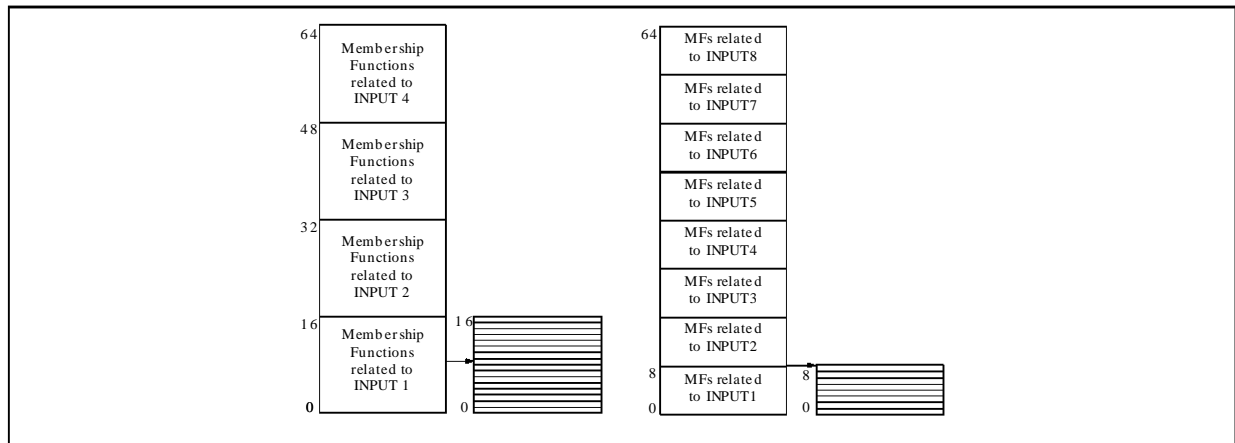 64
Membership
Functions
related to
INPUT 4
48
Membership
Functions
related to
INPUT 3
32
Membership
Functions
related to
INPUT 2
16
Membership
Functions
related to
INPUT 1
0
16
0
64
MFs related
to INPUT8
MFs related
to INPUT7
MFs related
to INPUT6
MFs related
to INPUT5
MFs related
to INPUT4
MFs related
to INPUT3
MFs related
to INPUT2
8
MFs related
to INPUT1
0
8
0